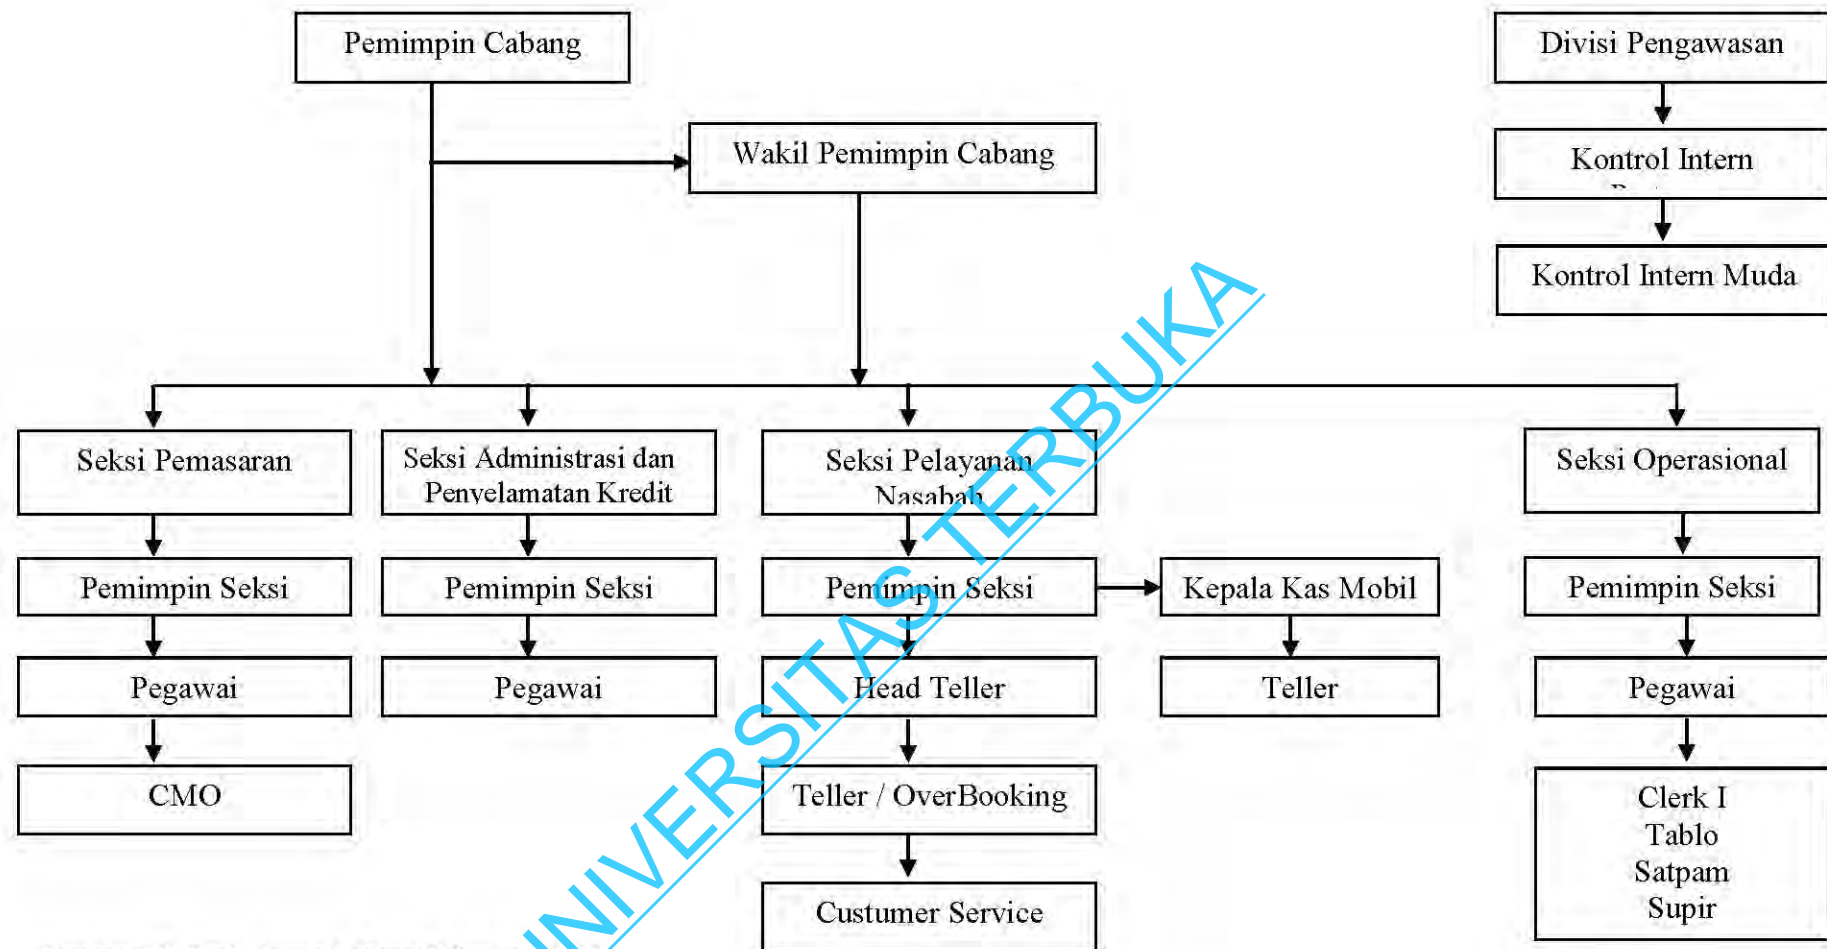 Pemimpin Cabang
Divisi Pengawasan
Wakil Pemimpin Cabang
Kontrol Intern
Kontrol Intern Muda
Seksi Pemasaran
Seksi Administrasi dan
Penyelamatan Kredit
Seksi Pelayanan
Nasabah
Seksi Operasional
Pemimpin Seksi
Pemimpin Seksi
Pemimpin Seksi
Kepala Kas Mobil
Pemimpin Seksi
Pegawai
Pegawai
Head Teller
Teller
Pegawai
CMO
Teller / OverBooking
Clerk I
Tablo
Satpam
Supir
Custumer Service
UNIVERSITAS TERBUKA